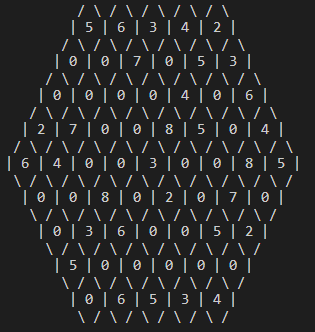 / \ / \ / \ / \ / \
| 5 | 6 | 3 | 4 | 2 |
/ \ / \ / \ / \ / \ / \
| 0 | 0 | 7 | 0 | 5 | 3 |
/ \ / \ / \ / \ / \ / \ / \
| 0 | 0 | 0 | 0 | 4 | 0 | 6 |
/ \ / \ / \ / \ / \ / \ / \ / \
| 2 | 7 | 0 | 0 | 8 | 5 | 0 | 4 |
/ \ / \ / \ / \ / \ / \ / \ / \ / \
| 6 | 4 | 0 | 0 | 3 | 0 | 0 | 8 | 5 |
\ / \ / \ / \ / \ / \ / \ / \ / \ /
| 0 | 0 | 8 | 0 | 2 | 0 | 7 | 0 |
\ / \ / \ / \ / \ / \ / \ / \ /
| 0 | 3 | 6 | 0 | 0 | 5 | 2 |
\ / \ / \ / \ / \ / \ / \ /
| 5 | 0 | 0 | 0 | 0 | 0 |
\ / \ / \ / \ / \ / \ /
| 0 | 6 | 5 | 3 | 4 |
\ / \ / \ / \ / \ /